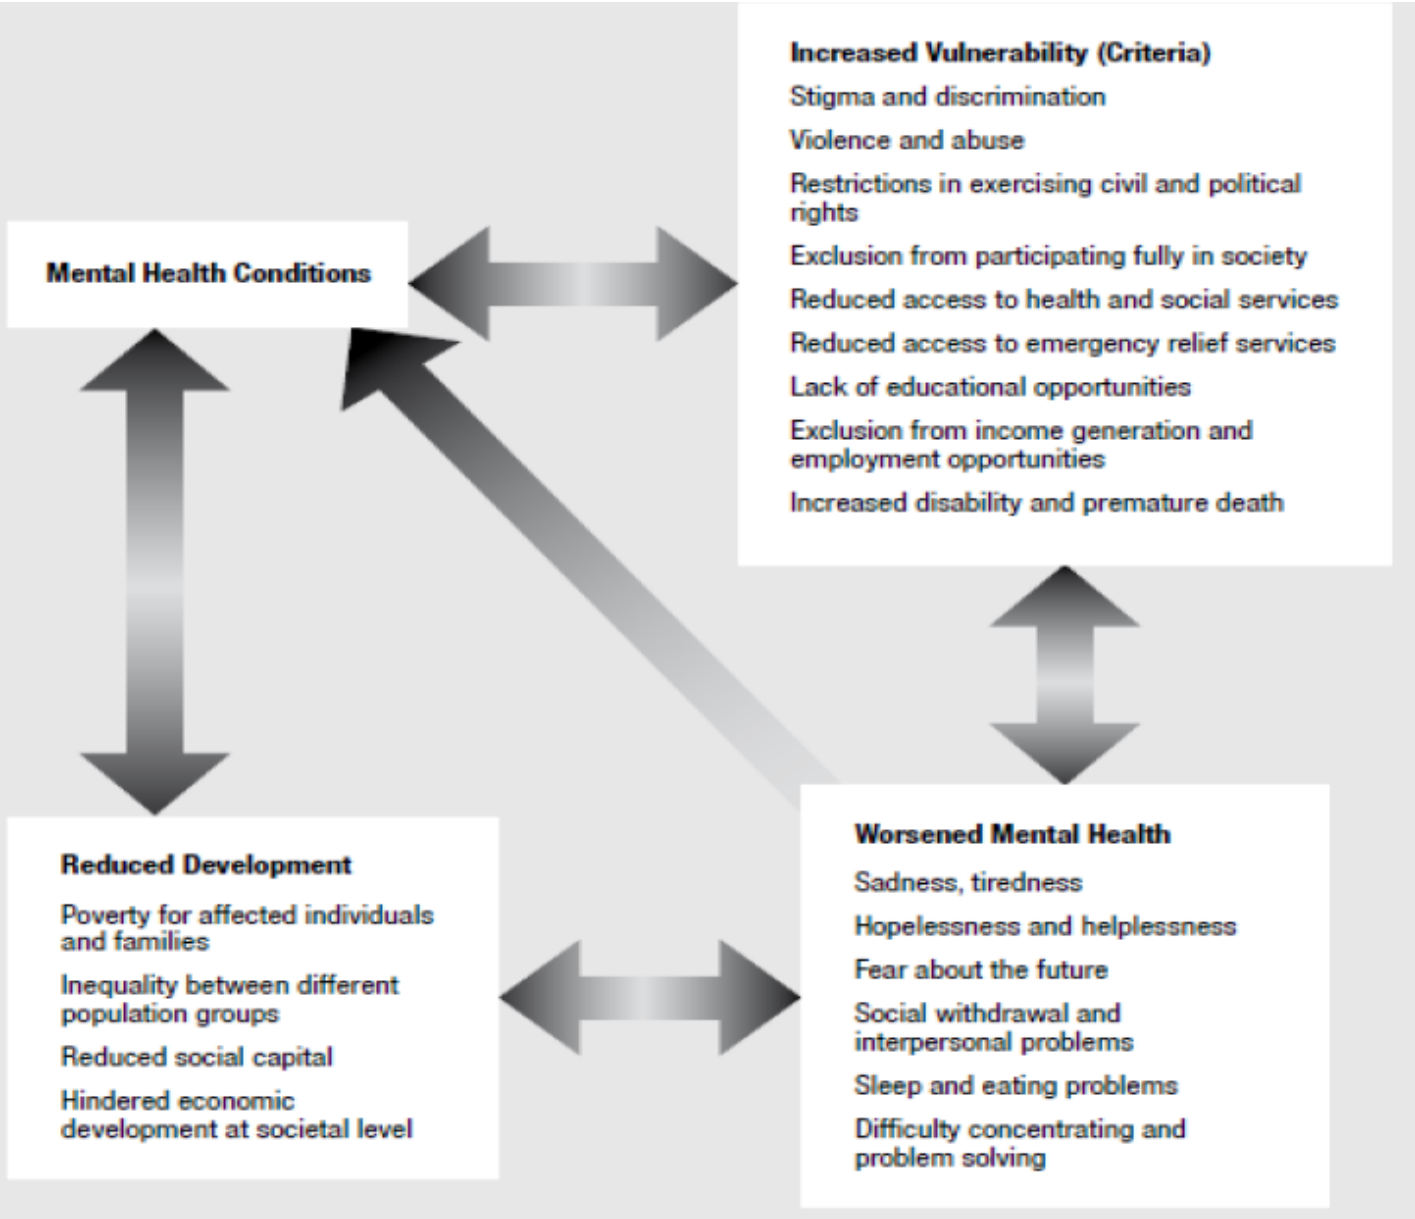 Increased Vulnerability (Criteria)
Stigma and discrimination
Violence and abuse
Restrictions in exercising civil and political
rights
Exclusion from participating fully in society
Reduced access to health and social services
Reduced access to emergency relief services
Lack of educational opportunities
Exclusion from income generation and
employment opportunities
Increased disability and premature death
Mental Health Conditions
Reduced Development
Poverty for affected individuals
and families
Inequality between different
population groups
Reduced social capital
Hindered economic
development at societal level
Worsened Mental Health
Sadness, tiredness
Hopelessness and helplessness
Fear about the future
Social withdrawal and
interpersonal problems
Sleep and eating problems
Difficulty concentrating and
problem solving